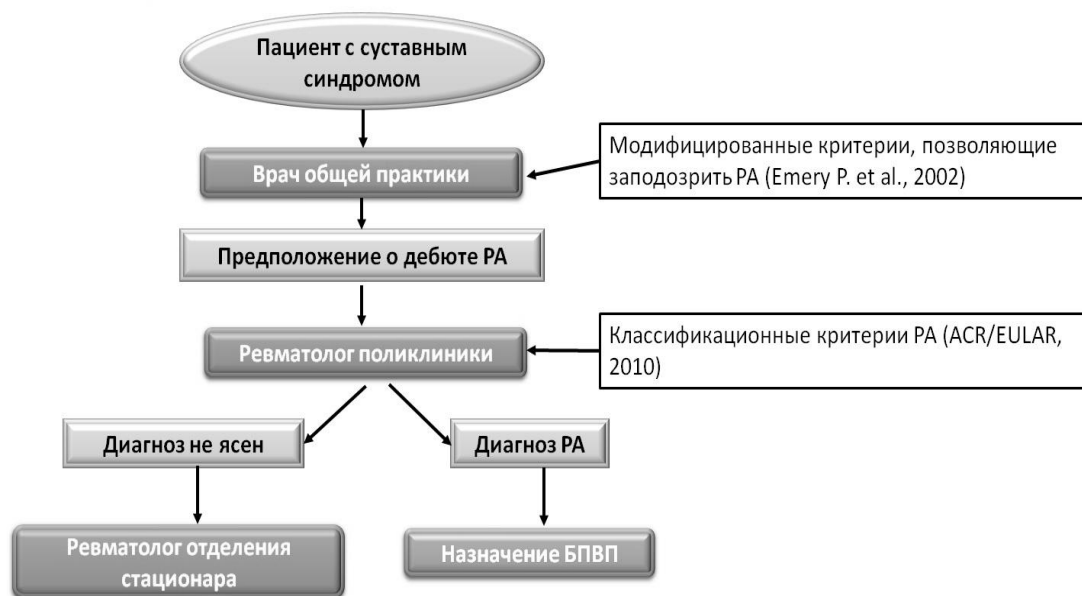 Пациент с суставным
синдромом
Врач общей практики
Модифицированные критерии, позволяющие
заподозрить РА (Emery P. et al., 2002)
Предположение о дебюте РА
Ревматолог поликлиники
Классификационные критерии РА (ACR/EULAR,
2010)
Диагноз не ясен
Диагноз РА
Ревматолог отделения
стационара
Назначение БПВП